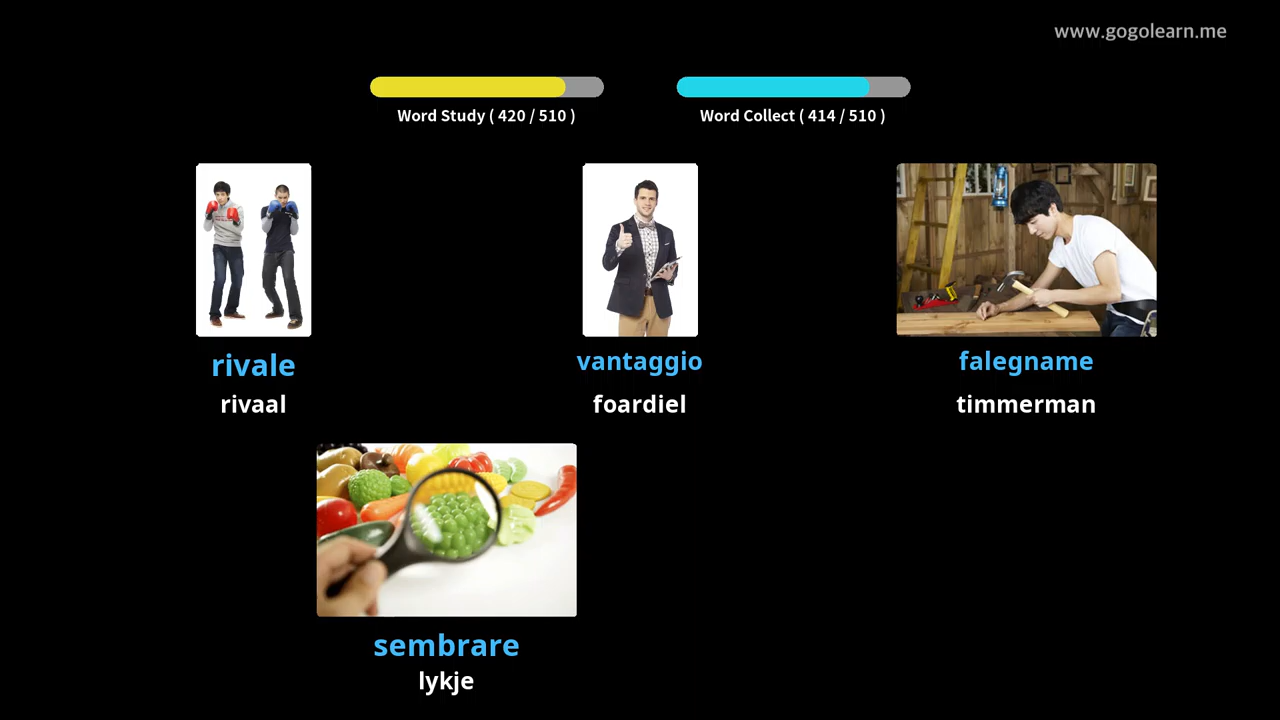 www.gogolearn.me
Word Study ( 420 / 510 )
Word Collect ( 414 / 510 )
rivale
rivaal
vantaggio
foardiel
falegname
timmerman
sembrare
lykje